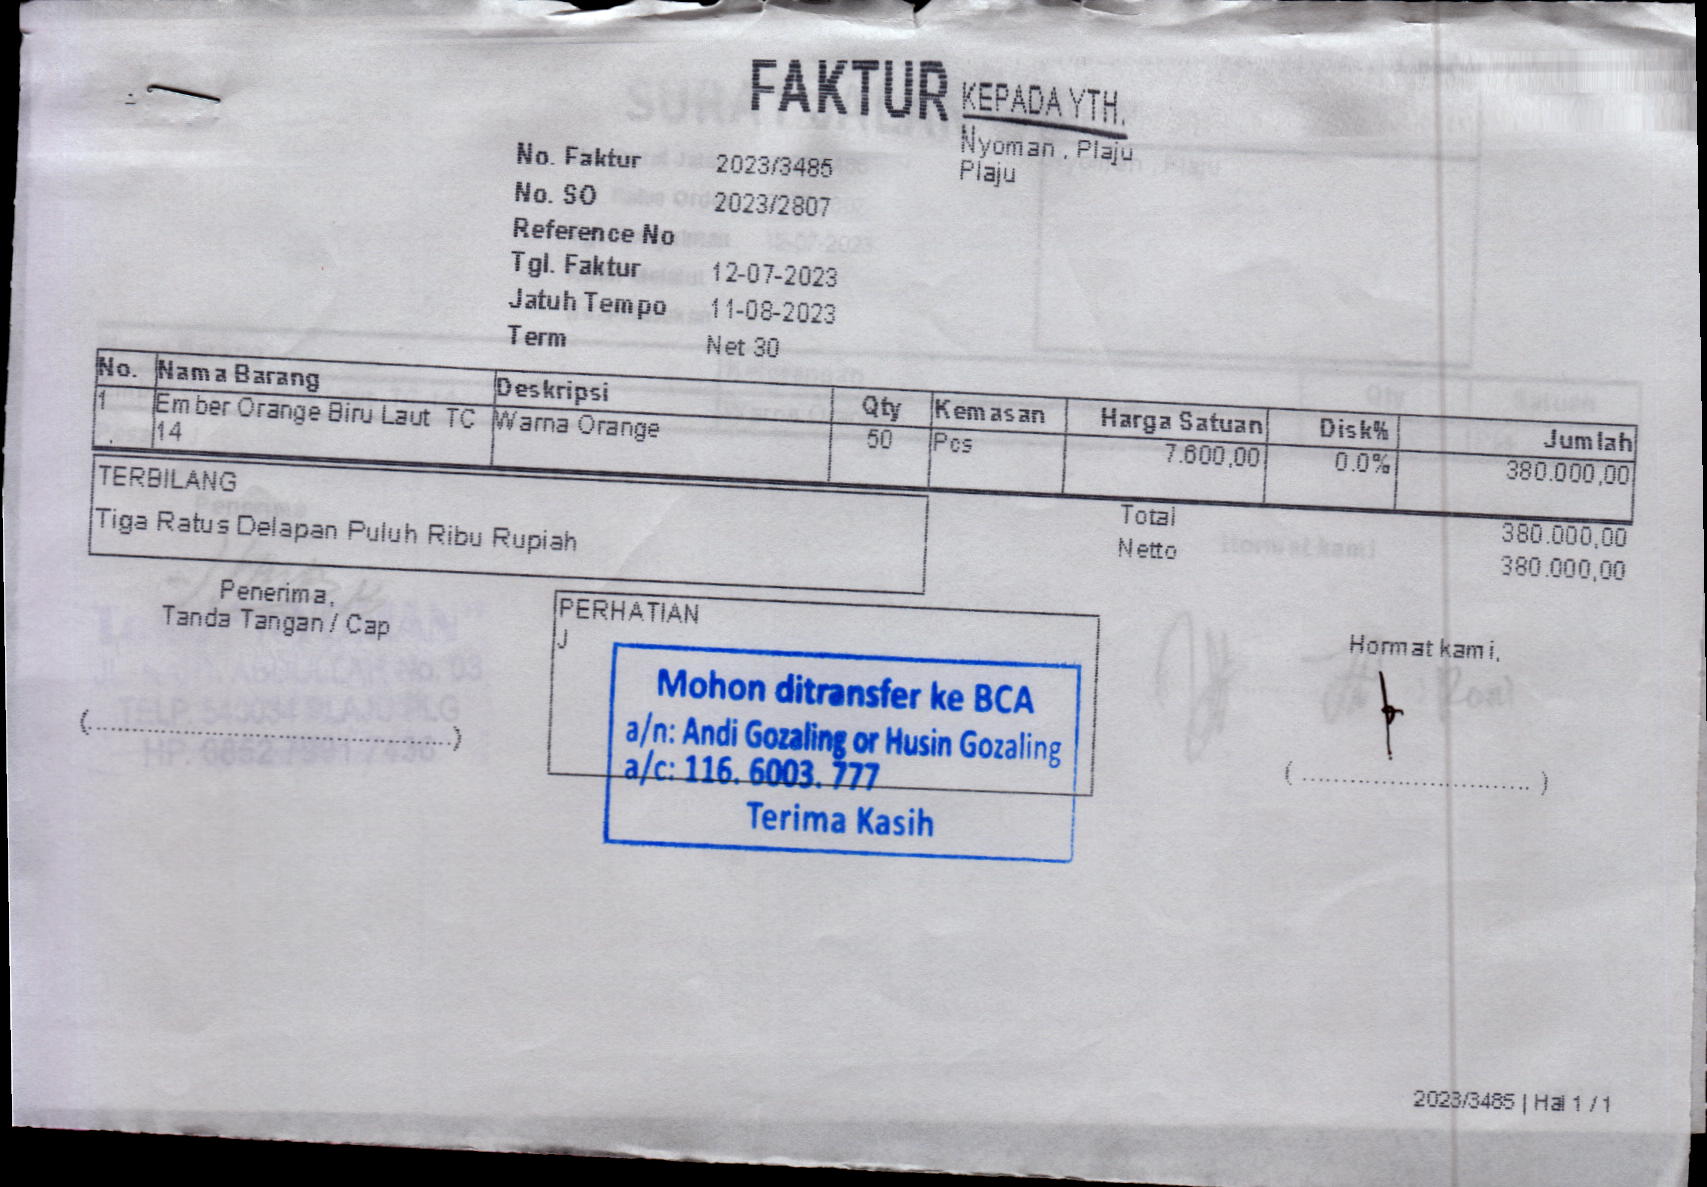 FAKTUR
KEPADA YTH.
Nyoman , Plaju
Plaju
No. Faktur 2023/3485
No. SO 2023/2807
Reference No
Tgl. Faktur 12-07-2023
Jatuh Tempo 11-08-2023
Term Net 30
No. Nama Barang Deskripsi Qty Kemasan Harga Satuan Disk% Jumlah
1 Ember Orange Biru Laut TC Warna Orange 50 Pcs 7.600,00 0.0% 380.000,00
14
TERBILANG
Tiga Ratus Delapan Puluh Ribu Rupiah
Total 380.000,00
Netto 380.000,00
Penerima,
Tanda Tangan / Cap
(................................................)
PERHATIAN
J
Mohon ditransfer ke BCA
a/n: Andi Gozaling or Husin Gozaling
a/c: 116. 6003. 777
Terima Kasih
Hormat kami,
( .............................. )
2023/3485 | Hal 1 / 1